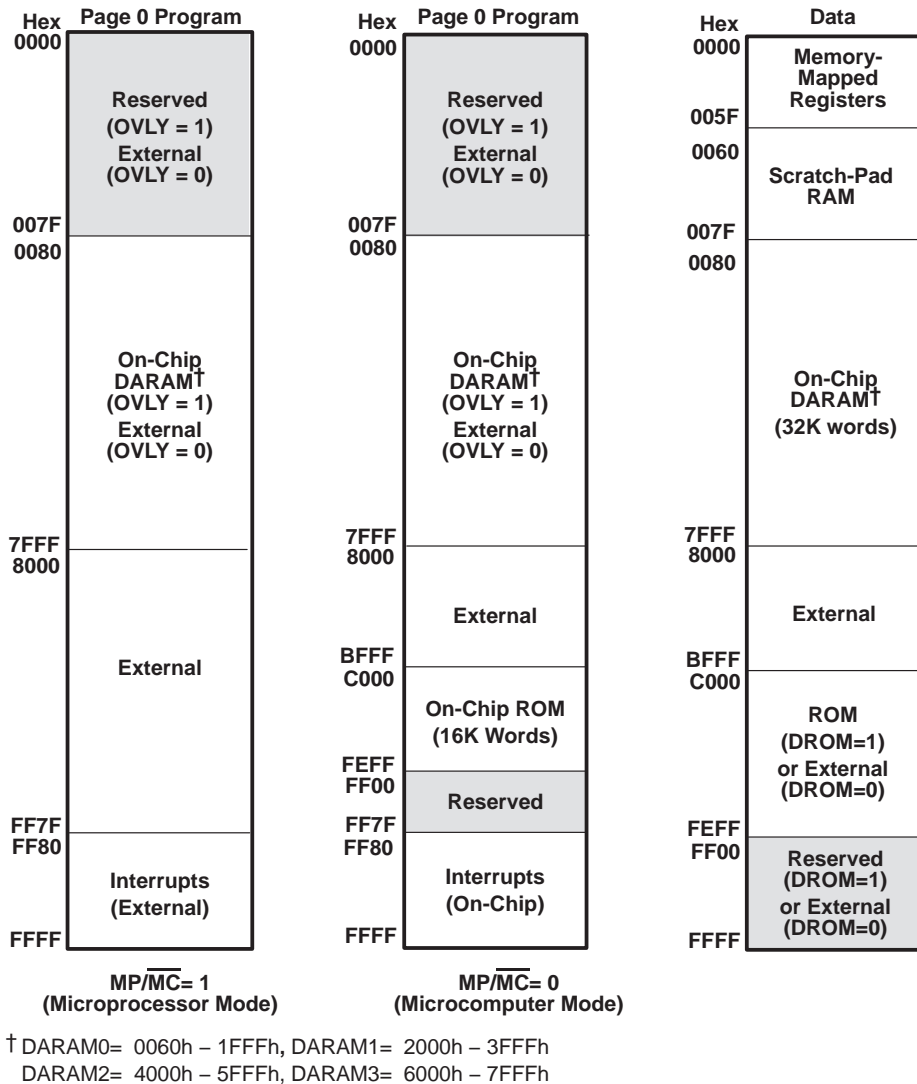 Hex
Page 0 Program
0000
Reserved
(OVLY = 1)
External
(OVLY = 0)
007F
0080
On-Chip
DARAM†
(OVLY = 1)
External
(OVLY = 0)
7FFF
8000
External
FF7F
FF80
Interrupts
(External)
FFFF
MP/M̅C̅= 1
(Microprocessor Mode)
Hex
Page 0 Program
0000
Reserved
(OVLY = 1)
External
(OVLY = 0)
007F
0080
On-Chip
DARAM†
(OVLY = 1)
External
(OVLY = 0)
7FFF
8000
External
BFFF
C000
On-Chip ROM
(16K Words)
FEFF
FF00
Reserved
FF7F
FF80
Interrupts
(On-Chip)
FFFF
MP/M̅C̅= 0
(Microcomputer Mode)
Hex
Data
0000
Memory-
Mapped
Registers
005F
0060
Scratch-Pad
RAM
007F
0080
On-Chip
DARAM†
(32K words)
7FFF
8000
External
BFFF
C000
ROM
(DROM=1)
or External
(DROM=0)
FEFF
FF00
Reserved
(DROM=1)
or External
(DROM=0)
FFFF
† DARAM0= 0060h – 1FFFh, DARAM1= 2000h – 3FFFh
DARAM2= 4000h – 5FFFh, DARAM3= 6000h – 7FFFh